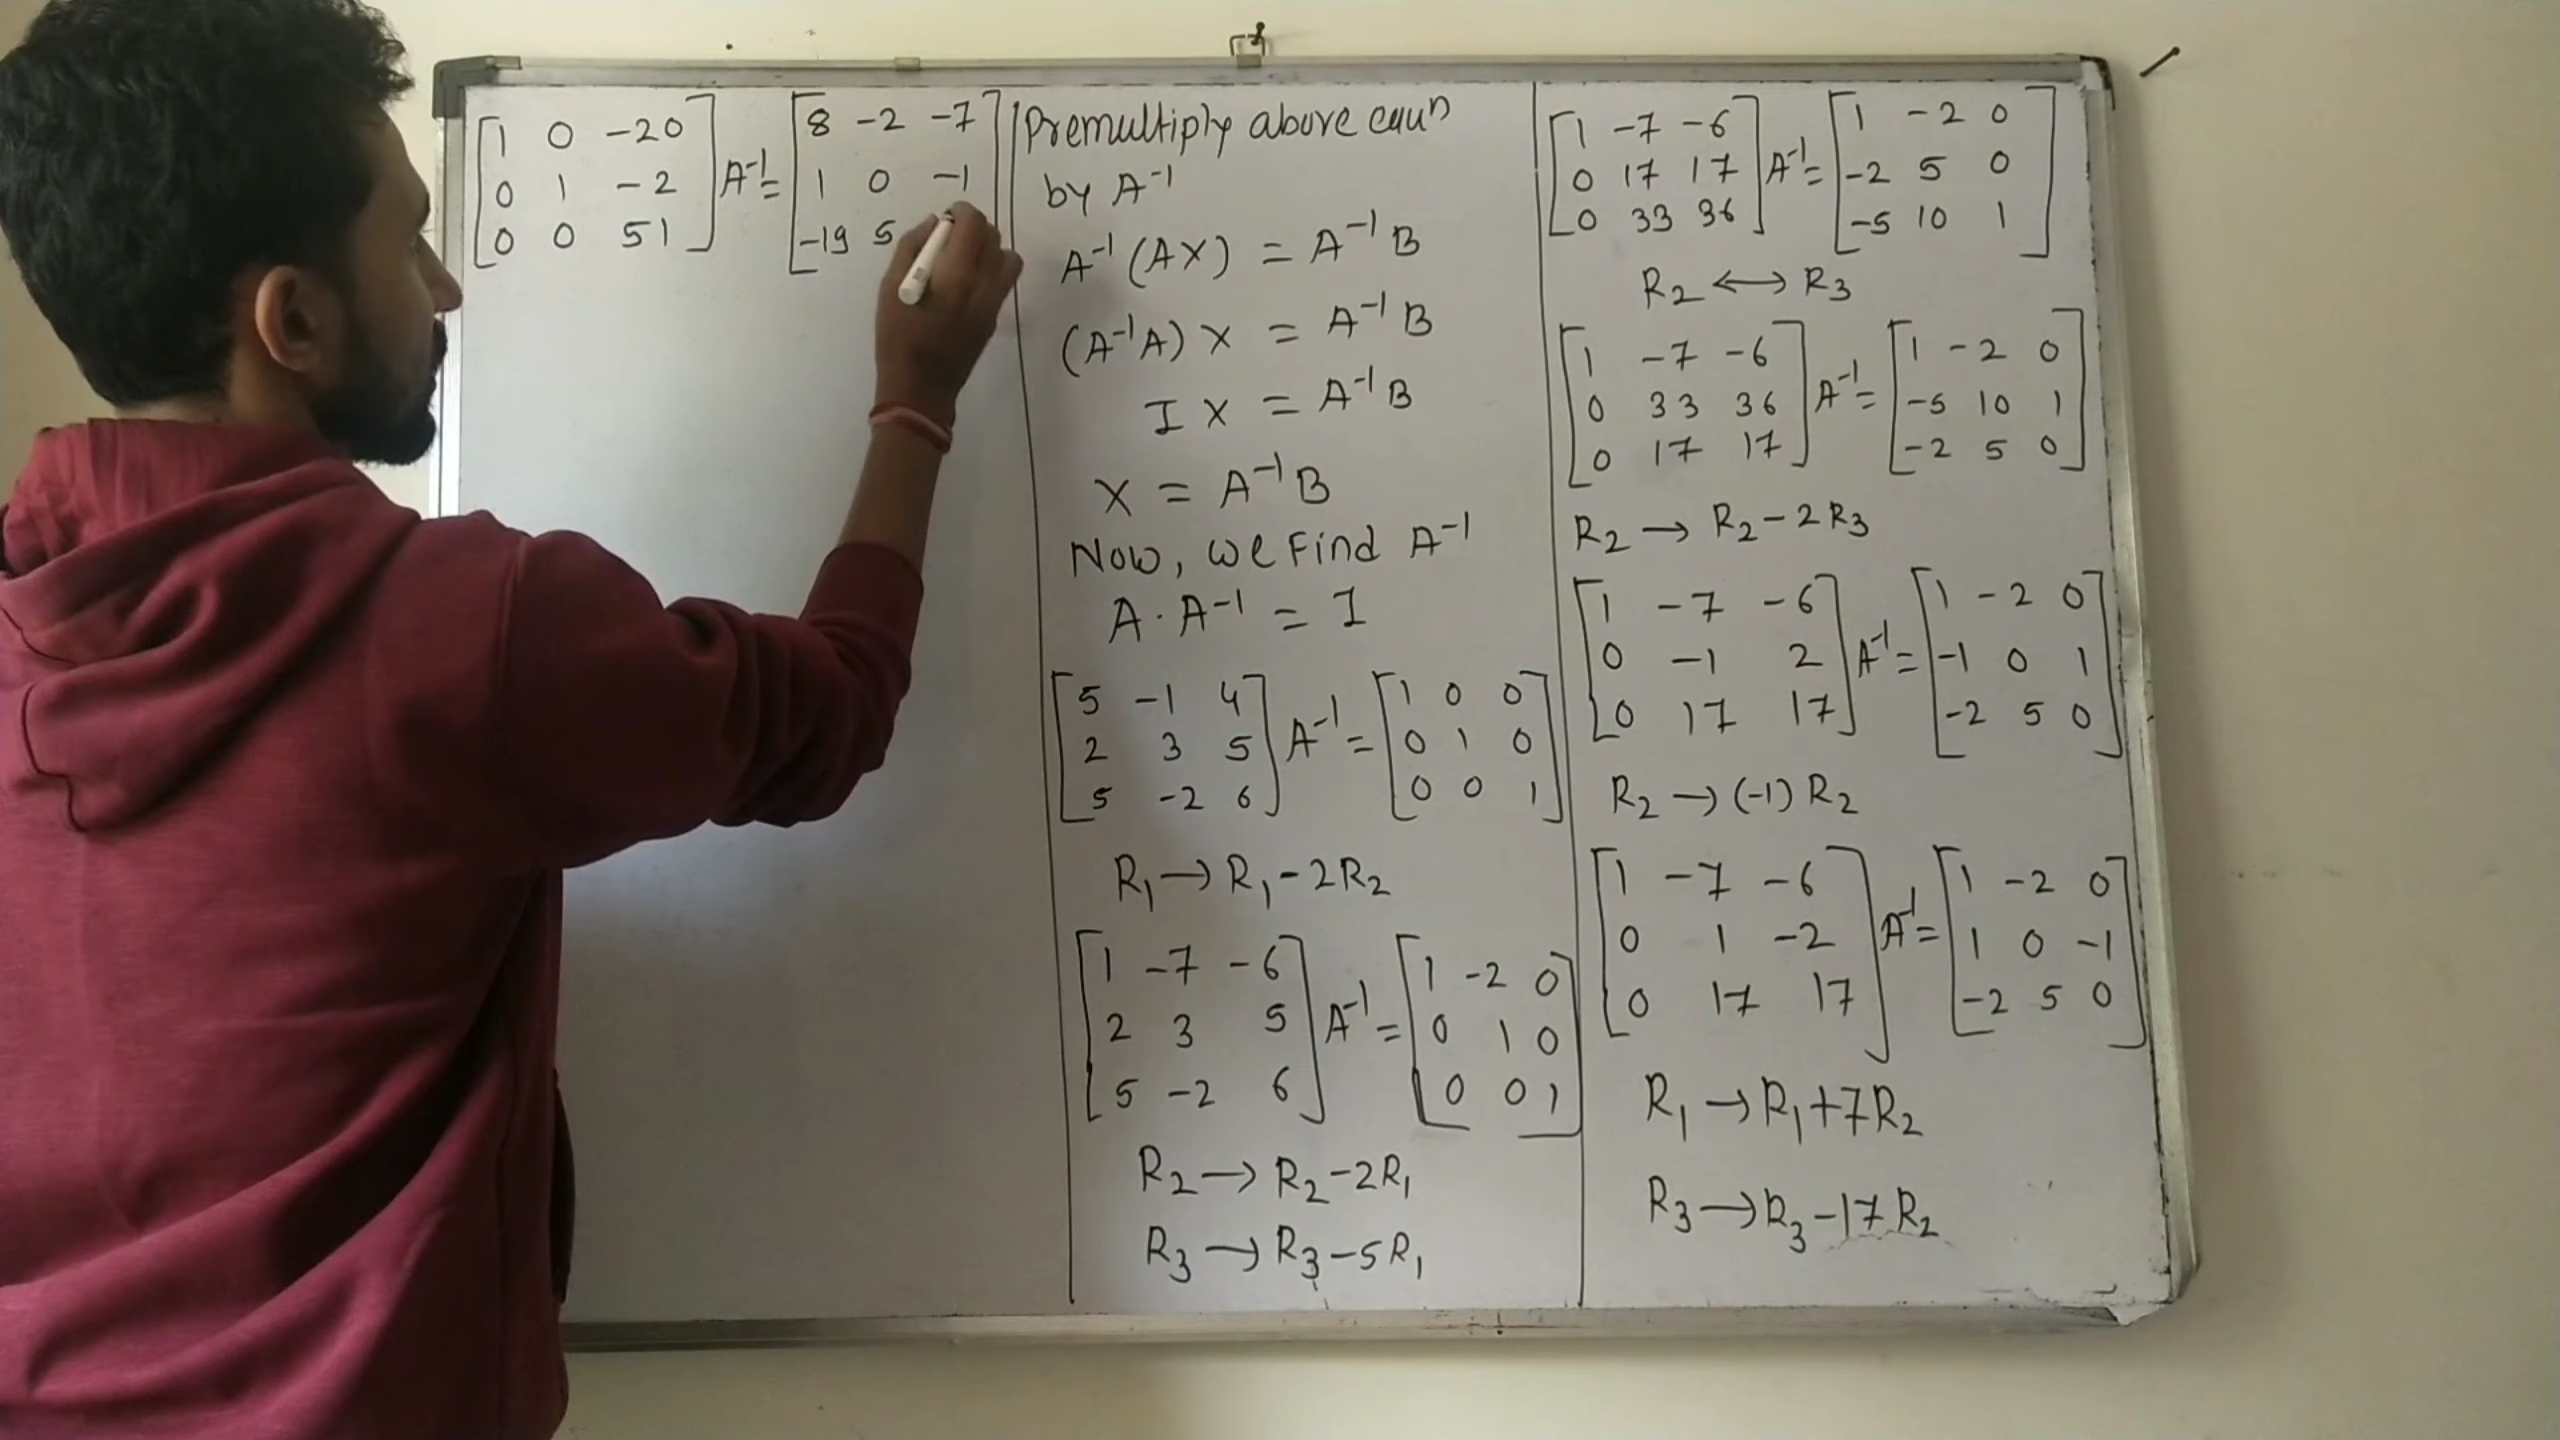 1 0 -20
0 1 -2 A⁻¹ =
0 0 51
8 -2 -7
1 0 -1
-19 5
Premultiply above equⁿ
by A⁻¹
A⁻¹(AX) = A⁻¹B
(A⁻¹A)X = A⁻¹B
IX = A⁻¹B
X = A⁻¹B
Now, we Find A⁻¹
A·A⁻¹ = I
5 -1 4
2 3 5 A⁻¹ =
5 -2 6
1 0 0
0 1 0
0 0 1
R₁ → R₁ - 2R₂
1 -7 -6
2 3 5 A⁻¹ =
5 -2 6
1 -2 0
0 1 0
0 0 1
R₂ → R₂ - 2R₁
R₃ → R₃ - 5R₁
1 -7 -6
0 17 17 A⁻¹ =
0 33 36
1 -2 0
-2 5 0
-5 10 1
R₂ ↔ R₃
1 -7 -6
0 33 36 A⁻¹ =
0 17 17
1 -2 0
-5 10 1
-2 5 0
R₂ → R₂ - 2R₃
1 -7 -6
0 -1 2 A⁻¹ =
0 17 17
1 -2 0
-1 0 1
-2 5 0
R₂ → (-1)R₂
1 -7 -6
0 1 -2 A⁻¹ =
0 17 17
1 -2 0
1 0 -1
-2 5 0
R₁ → R₁ + 7R₂
R₃ → R₃ - 17R₂